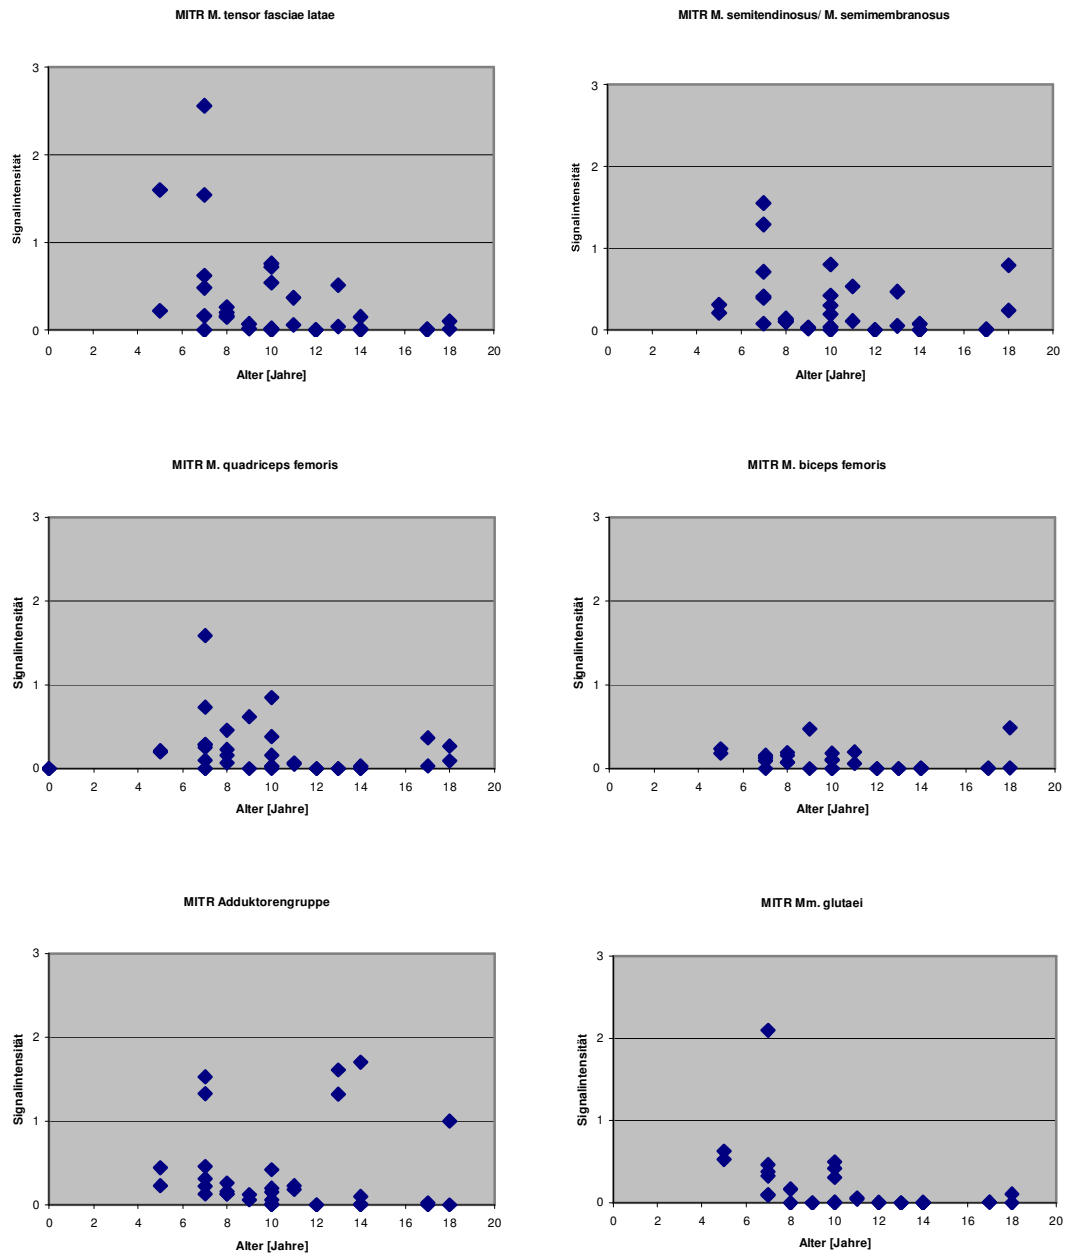 MITR M. tensor fasciae latae
3
2
1
0
0 2 4 6 8 10 12 14 16 18 20
Signalintensität
Alter [Jahre]
MITR M. semitendinosus/ M. semimembranosus
3
2
1
0
0 2 4 6 8 10 12 14 16 18 20
Signalintensität
Alter [Jahre]
MITR M. quadriceps femoris
3
2
1
0
0 2 4 6 8 10 12 14 16 18 20
Signalintensität
Alter [Jahre]
MITR M. biceps femoris
3
2
1
0
0 2 4 6 8 10 12 14 16 18 20
Signalintensität
Alter [Jahre]
MITR Adduktorengruppe
3
2
1
0
0 2 4 6 8 10 12 14 16 18 20
Signalintensität
Alter [Jahre]
MITR Mm. glutaei
3
2
1
0
0 2 4 6 8 10 12 14 16 18 20
Signalintensität
Alter [Jahre]